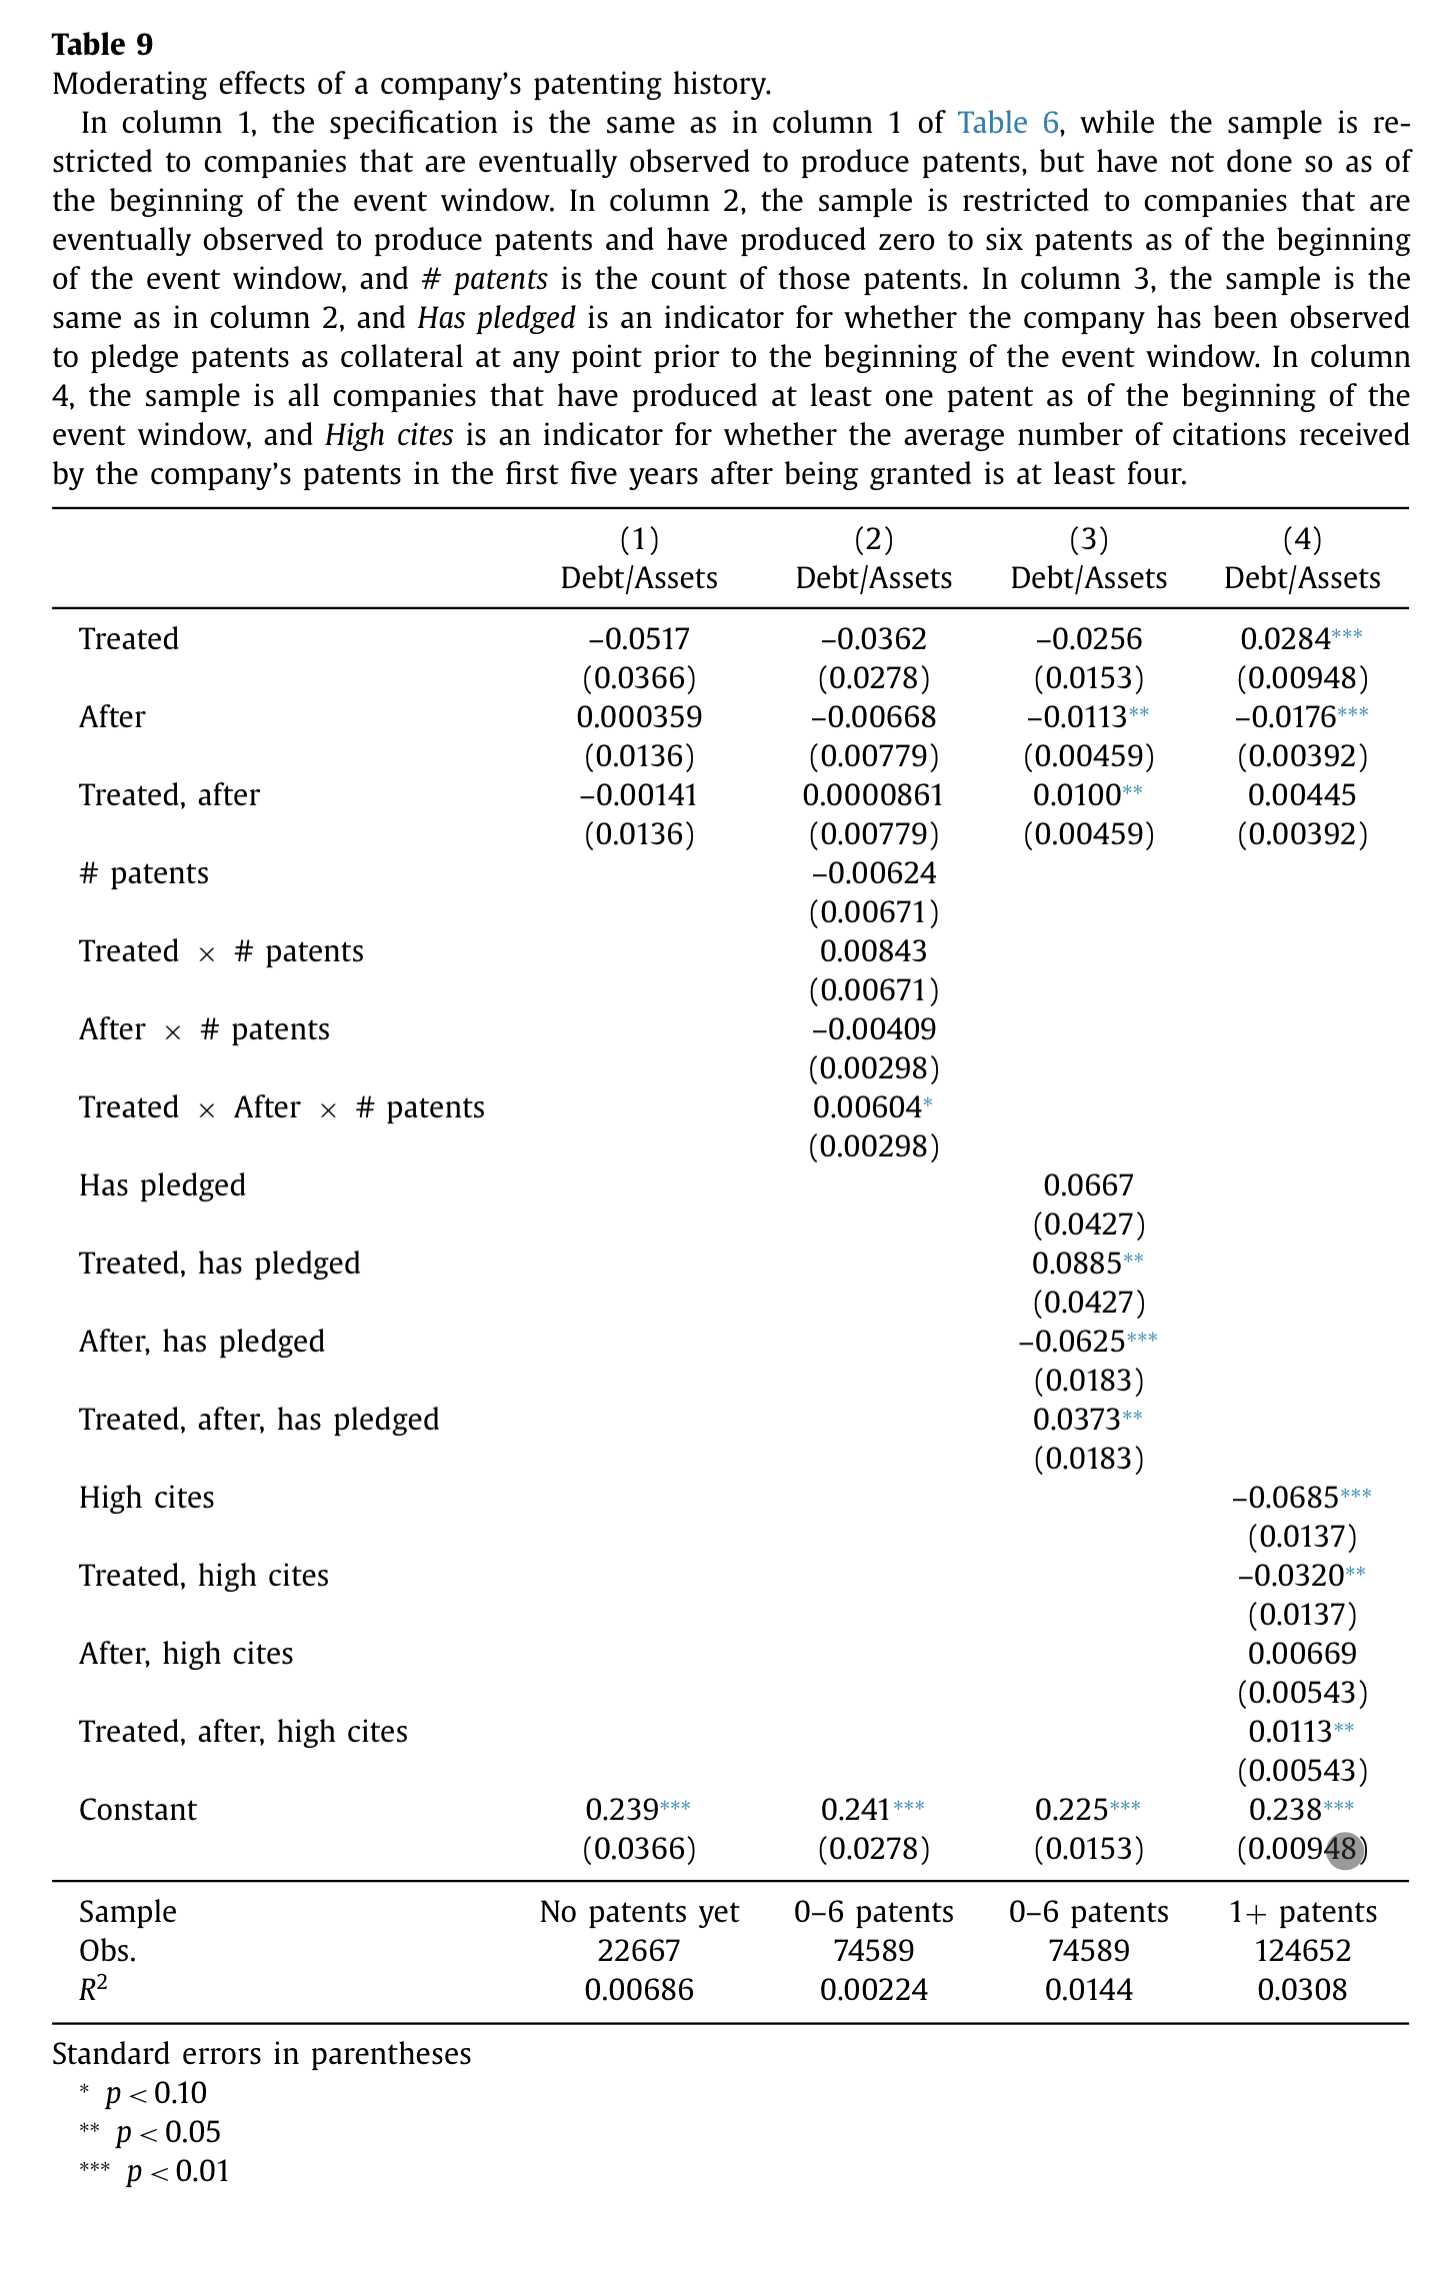 Table 9
Moderating effects of a company's patenting history.
In column 1, the specification is the same as in column 1 of Table 6, while the sample is re-
stricted to companies that are eventually observed to produce patents, but have not done so as of
the beginning of the event window. In column 2, the sample is restricted to companies that are
eventually observed to produce patents and have produced zero to six patents as of the beginning
of the event window, and # patents is the count of those patents. In column 3, the sample is the
same as in column 2, and Has pledged is an indicator for whether the company has been observed
to pledge patents as collateral at any point prior to the beginning of the event window. In column
4, the sample is all companies that have produced at least one patent as of the beginning of the
event window, and High cites is an indicator for whether the average number of citations received
by the company's patents in the first five years after being granted is at least four.
(1) (2) (3) (4)
Debt/Assets Debt/Assets Debt/Assets Debt/Assets
Treated –0.0517 –0.0362 –0.0256 0.0284***
(0.0366) (0.0278) (0.0153) (0.00948)
After 0.000359 –0.00668 –0.0113** –0.0176***
(0.0136) (0.00779) (0.00459) (0.00392)
Treated, after –0.00141 0.0000861 0.0100** 0.00445
(0.0136) (0.00779) (0.00459) (0.00392)
# patents –0.00624
(0.00671)
Treated × # patents 0.00843
(0.00671)
After × # patents –0.00409
(0.00298)
Treated × After × # patents 0.00604*
(0.00298)
Has pledged 0.0667
(0.0427)
Treated, has pledged 0.0885**
(0.0427)
After, has pledged –0.0625***
(0.0183)
Treated, after, has pledged 0.0373**
(0.0183)
High cites –0.0685***
(0.0137)
Treated, high cites –0.0320**
(0.0137)
After, high cites 0.00669
(0.00543)
Treated, after, high cites 0.0113**
(0.00543)
Constant 0.239*** 0.241*** 0.225*** 0.238***
(0.0366) (0.0278) (0.0153) (0.00948)
Sample No patents yet 0–6 patents 0–6 patents 1+ patents
Obs. 22667 74589 74589 124652
R² 0.00686 0.00224 0.0144 0.0308
Standard errors in parentheses
* p < 0.10
** p < 0.05
*** p < 0.01